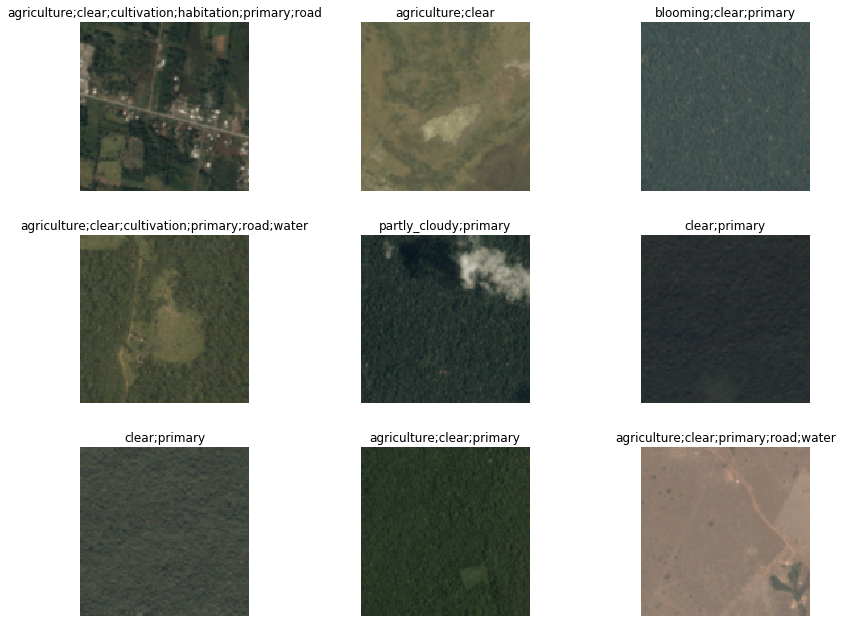 agriculture;clear;cultivation;habitation;primary;road
agriculture;clear
blooming;clear;primary
agriculture;clear;cultivation;primary;road;water
partly_cloudy;primary
clear;primary
clear;primary
agriculture;clear;primary
agriculture;clear;primary;road;water